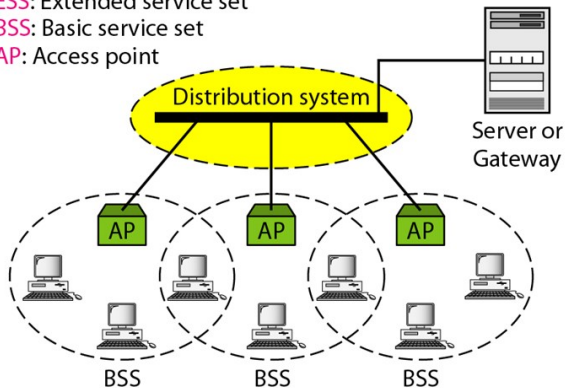 ESS: Extended service set
BSS: Basic service set
AP: Access point
Distribution system
Server or
Gateway
AP
AP
AP
BSS
BSS
BSS